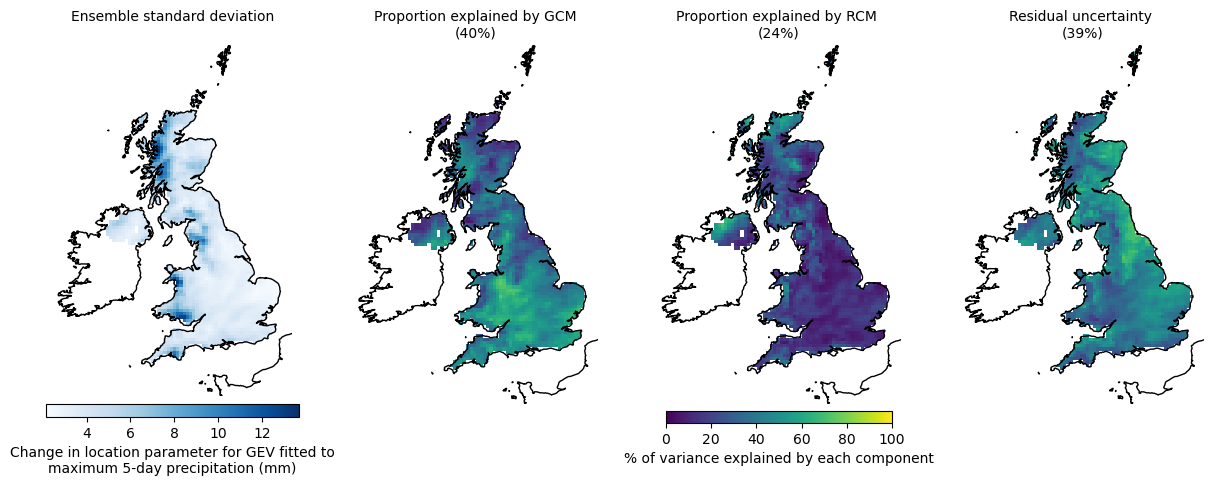 Ensemble standard deviation
Proportion explained by GCM
(40%)
Proportion explained by RCM
(24%)
Residual uncertainty
(39%)
4 6 8 10 12
Change in location parameter for GEV fitted to
maximum 5-day precipitation (mm)
0 20 40 60 80 100
% of variance explained by each component